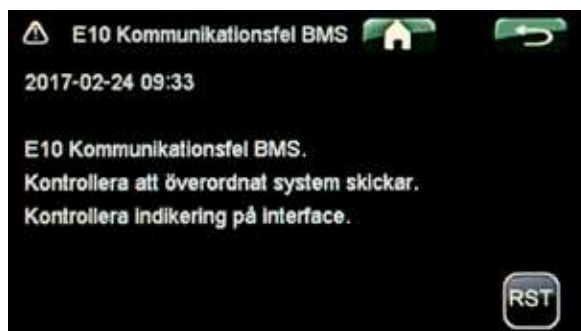 E10 Kommunikationsfel BMS
2017-02-24 09:33
E10 Kommunikationsfel BMS.
Kontrollera att överordnat system skickar.
Kontrollera indikering på interface.
RST